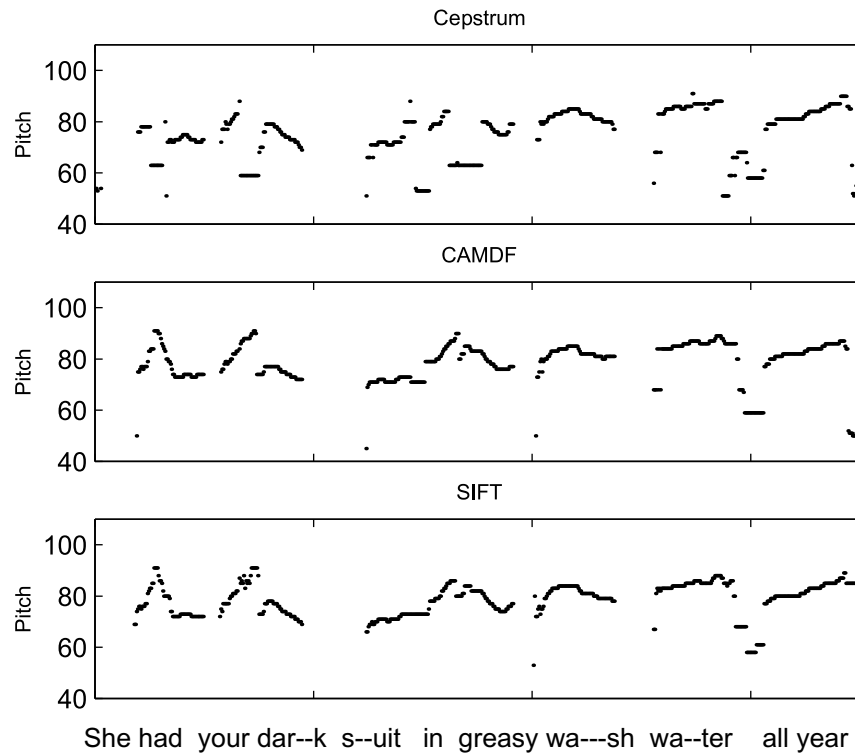 Cepstrum
100
80
60
40
Pitch
CAMDF
100
80
60
40
Pitch
SIFT
100
80
60
40
Pitch
She had your dar--k s--uit in greasy wa---sh wa--ter all year